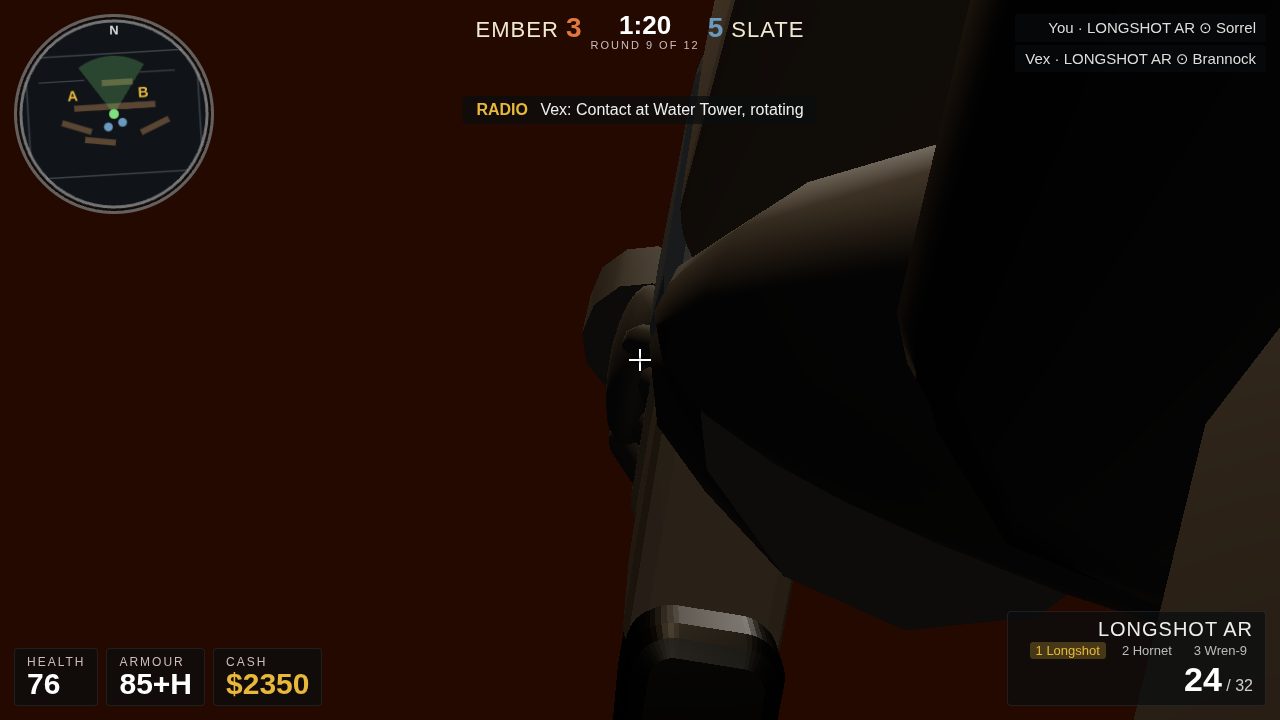 N
A
B
EMBER 3 1:20 5 SLATE
ROUND 9 OF 12
You · LONGSHOT AR ⊙ Sorrel
Vex · LONGSHOT AR ⊙ Brannock
RADIO Vex: Contact at Water Tower, rotating
HEALTH
76
ARMOUR
85+H
CASH
$2350
LONGSHOT AR
1 Longshot 2 Hornet 3 Wren-9
24 / 32